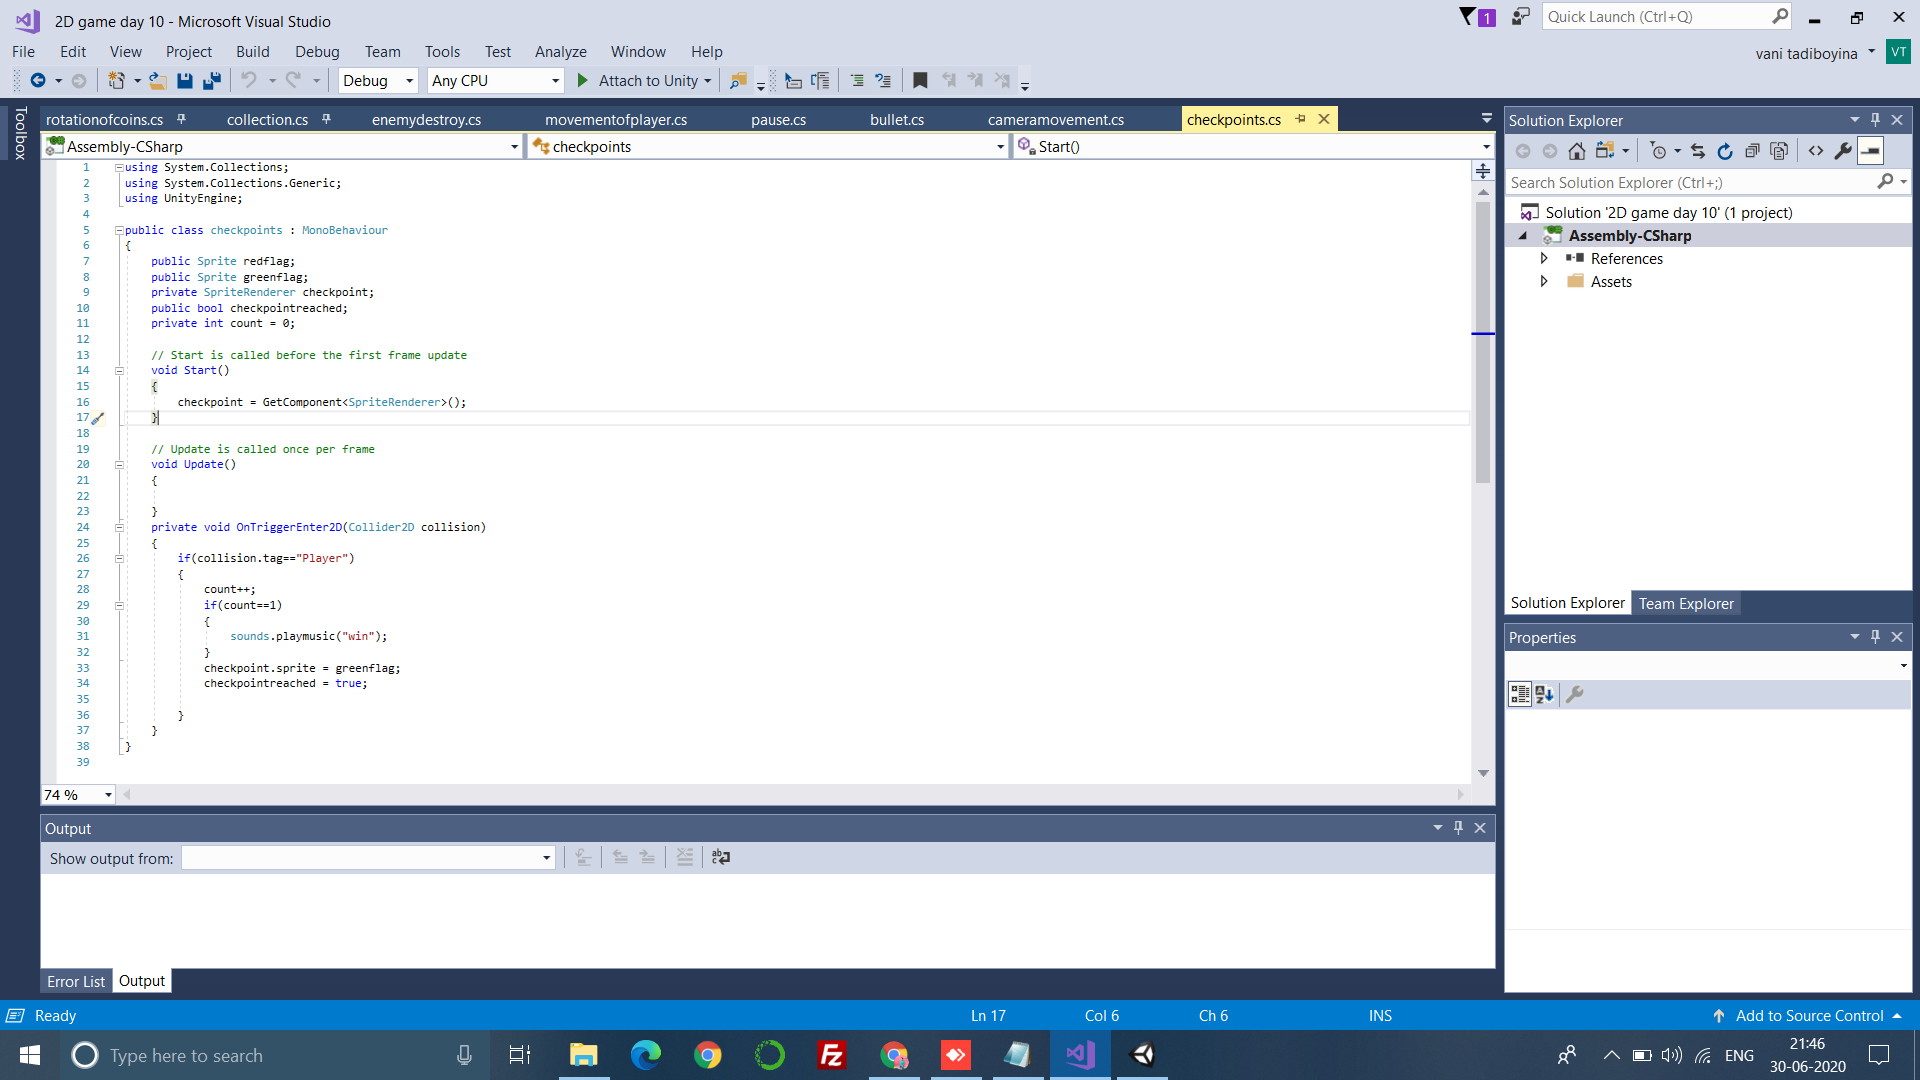 2D game day 10 - Microsoft Visual Studio
1
Quick Launch (Ctrl+Q)
File Edit View Project Build Debug Team Tools Test Analyze Window Help
vani tadiboyina VT
Debug Any CPU Attach to Unity
Toolbox
rotationofcoins.cs collection.cs enemydestroy.cs movementofplayer.cs pause.cs bullet.cs cameramovement.cs checkpoints.cs
Assembly-CSharp checkpoints Start()
1 using System.Collections;
2 using System.Collections.Generic;
3 using UnityEngine;
4
5 public class checkpoints : MonoBehaviour
6 {
7 public Sprite redflag;
8 public Sprite greenflag;
9 private SpriteRenderer checkpoint;
10 public bool checkpointreached;
11 private int count = 0;
12
13 // Start is called before the first frame update
14 void Start()
15 {
16 checkpoint = GetComponent<SpriteRenderer>();
17 }
18
19 // Update is called once per frame
20 void Update()
21 {
22
23 }
24 private void OnTriggerEnter2D(Collider2D collision)
25 {
26 if(collision.tag=="Player")
27 {
28 count++;
29 if(count==1)
30 {
31 sounds.playmusic("win");
32 }
33 checkpoint.sprite = greenflag;
34 checkpointreached = true;
35
36 }
37 }
38 }
39
74 %
Output
Show output from:
Error List Output
Solution Explorer
Search Solution Explorer (Ctrl+;)
Solution '2D game day 10' (1 project)
Assembly-CSharp
References
Assets
Solution Explorer Team Explorer
Properties
Ready Ln 17 Col 6 Ch 6 INS Add to Source Control
Type here to search
ENG
21:46
30-06-2020